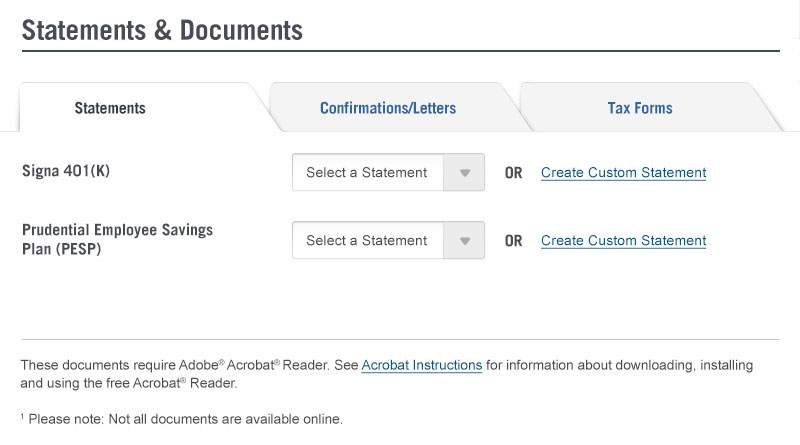 Statements & Documents
Statements
Confirmations/Letters
Tax Forms
Signa 401(K)
Select a Statement
OR
Create Custom Statement
Prudential Employee Savings
Plan (PESP)
Select a Statement
OR
Create Custom Statement
These documents require Adobe® Acrobat® Reader. See Acrobat Instructions for information about downloading, installing
and using the free Acrobat® Reader.
¹ Please note: Not all documents are available online.